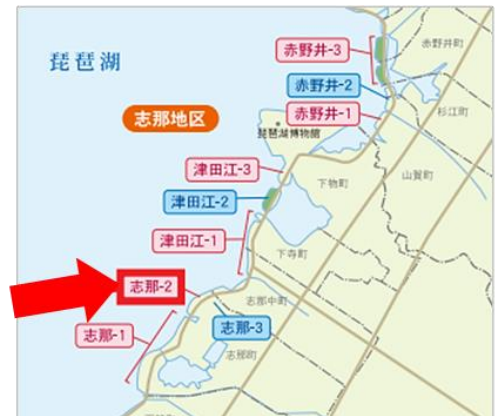 琵琶湖
赤野井-3
赤野井町
赤野井-2
志那地区
赤野井-1
杉江町
琵琶湖博物館
津田江-3
下物町
山賀町
津田江-2
津田江-1
下寺町
志那-2
志那中町
志那-1
志那-3
志那町